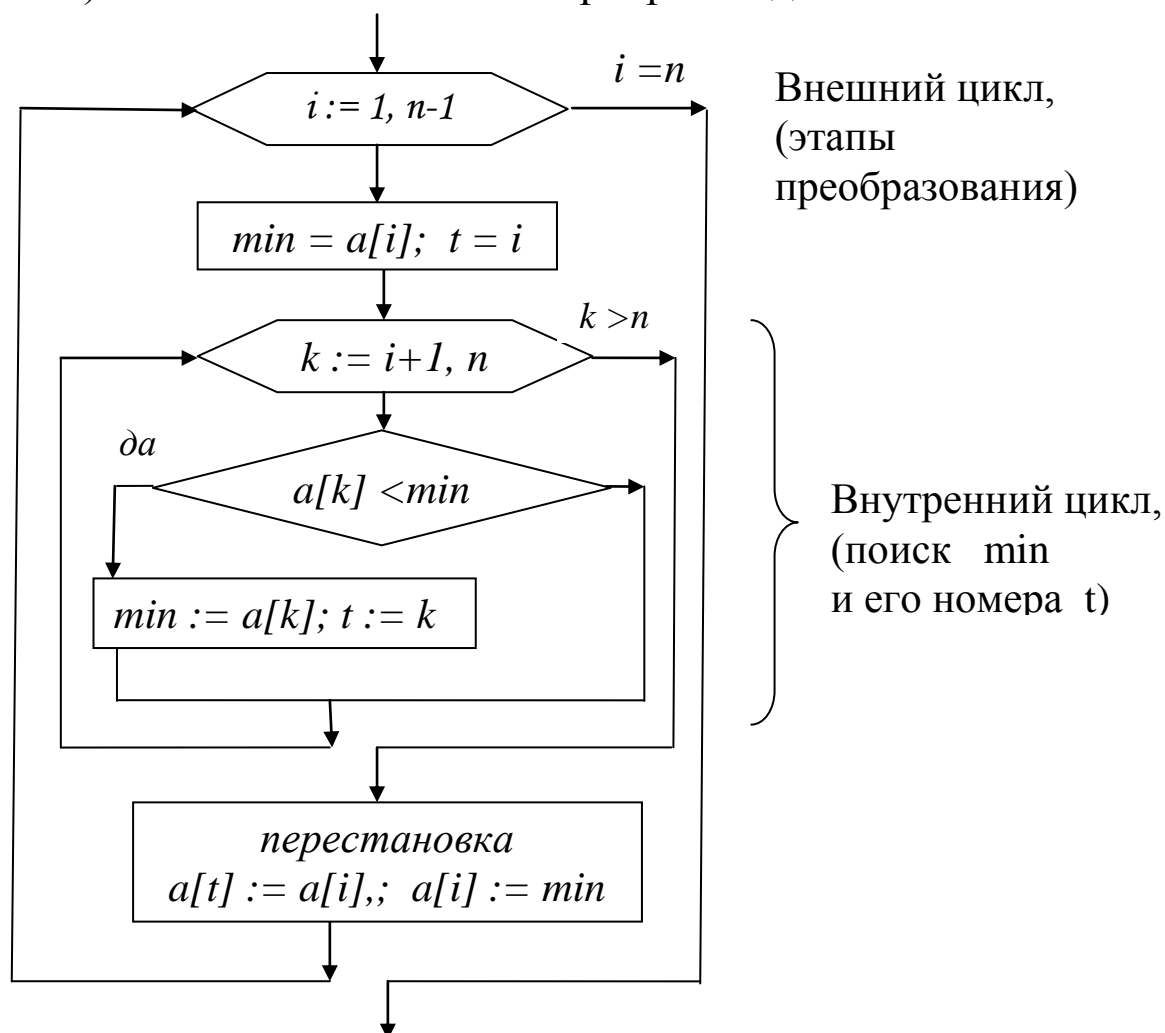 i =n
i := 1, n-1
Внешний цикл,
(этапы
преобразования)
min = a[i];  t = i
k >n
k := i+1, n
да
a[k] <min
Внутренний цикл,
(поиск   min
и его номера  t)
min := a[k]; t := k
перестановка
a[t] := a[i],;  a[i] := min